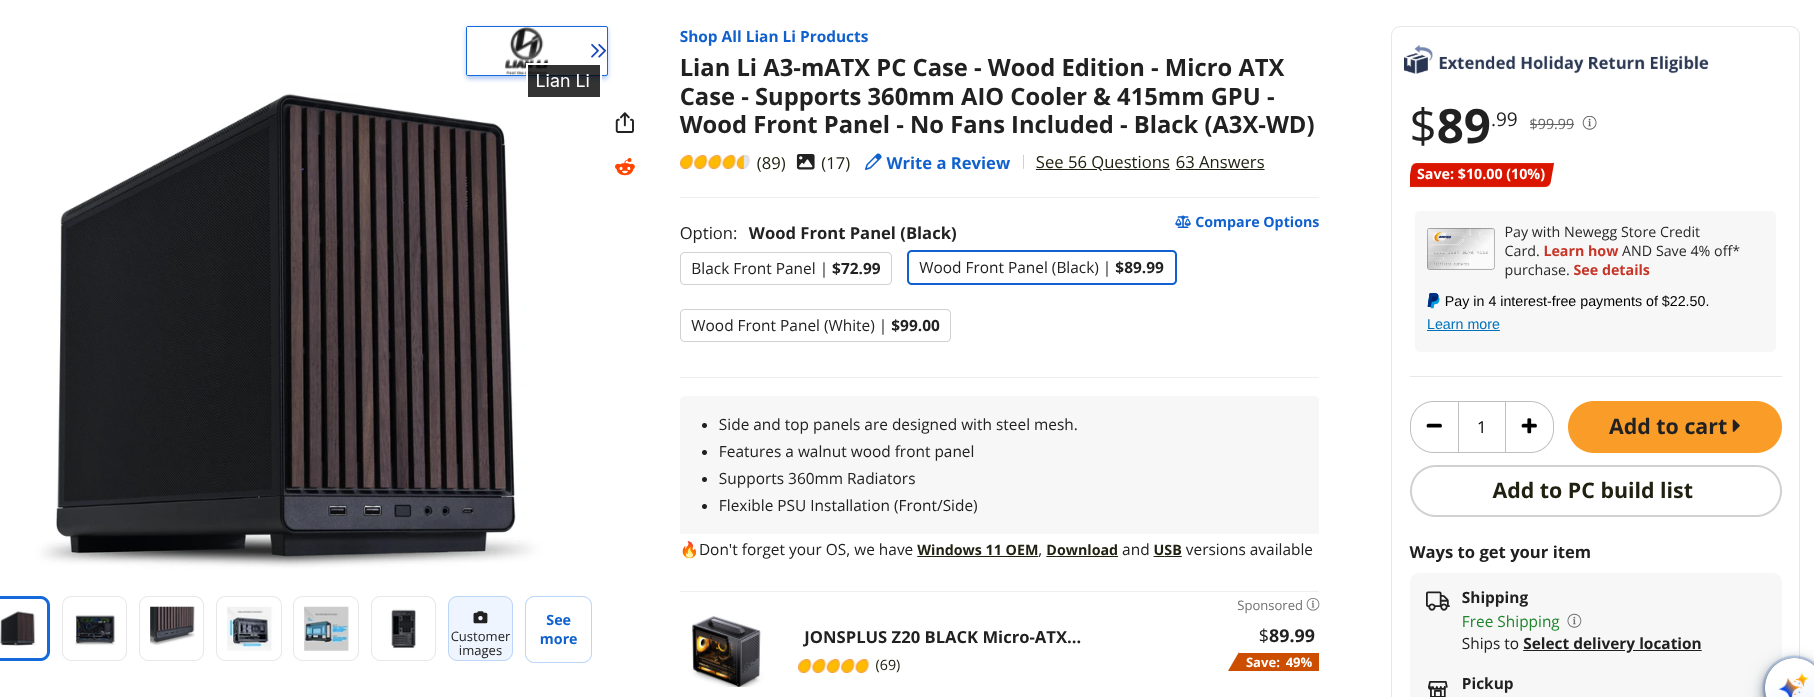 LIAN LI
Lian Li
Shop All Lian Li Products
Lian Li A3-mATX PC Case - Wood Edition - Micro ATX
Case - Supports 360mm AIO Cooler & 415mm GPU -
Wood Front Panel - No Fans Included - Black (A3X-WD)
(89) (17) Write a Review See 56 Questions 63 Answers
Compare Options
Option: Wood Front Panel (Black)
Black Front Panel | $72.99
Wood Front Panel (Black) | $89.99
Wood Front Panel (White) | $99.00
Side and top panels are designed with steel mesh.
Features a walnut wood front panel
Supports 360mm Radiators
Flexible PSU Installation (Front/Side)
🔥Don't forget your OS, we have Windows 11 OEM, Download and USB versions available
Sponsored
JONSPLUS Z20 BLACK Micro-ATX...
(69)
$89.99
Save: 49%
Customer
images
See
more
Extended Holiday Return Eligible
$89.99 $99.99
Save: $10.00 (10%)
Pay with Newegg Store Credit
Card. Learn how AND Save 4% off*
purchase. See details
Pay in 4 interest-free payments of $22.50.
Learn more
1
Add to cart
Add to PC build list
Ways to get your item
Shipping
Free Shipping
Ships to Select delivery location
Pickup